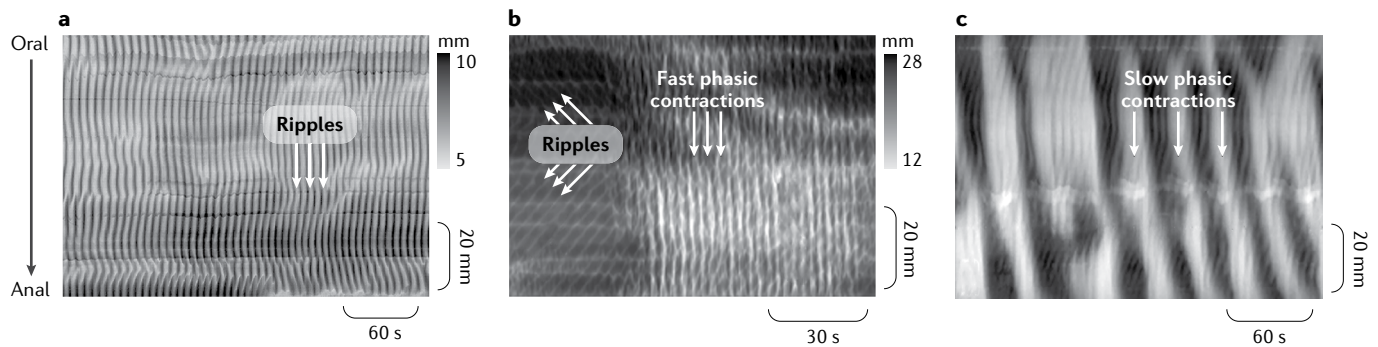 a
b
c
Oral
Anal
mm
10
5
Ripples
20 mm
60 s
mm
28
12
Fast phasic
contractions
Ripples
20 mm
30 s
Slow phasic
contractions
20 mm
60 s